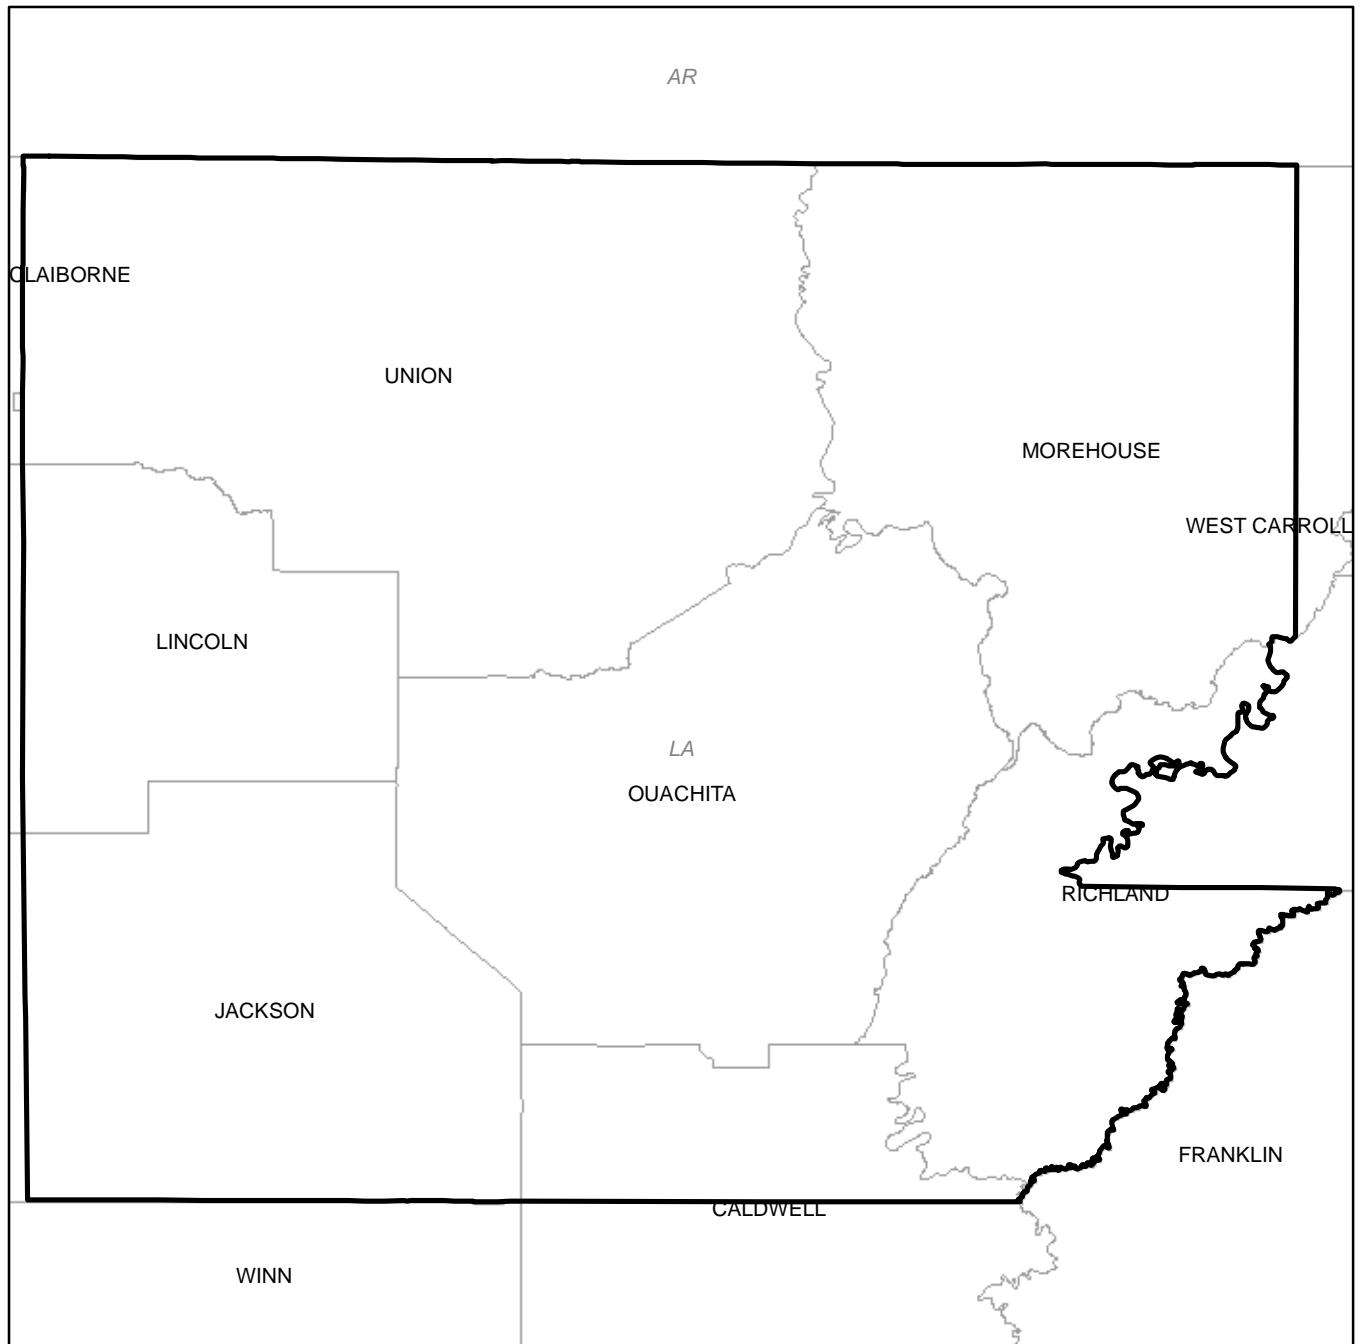 AR
CLAIBORNE
UNION
MOREHOUSE
WEST CARROLL
LINCOLN
LA
OUACHITA
RICHLAND
JACKSON
FRANKLIN
CALDWELL
WINN